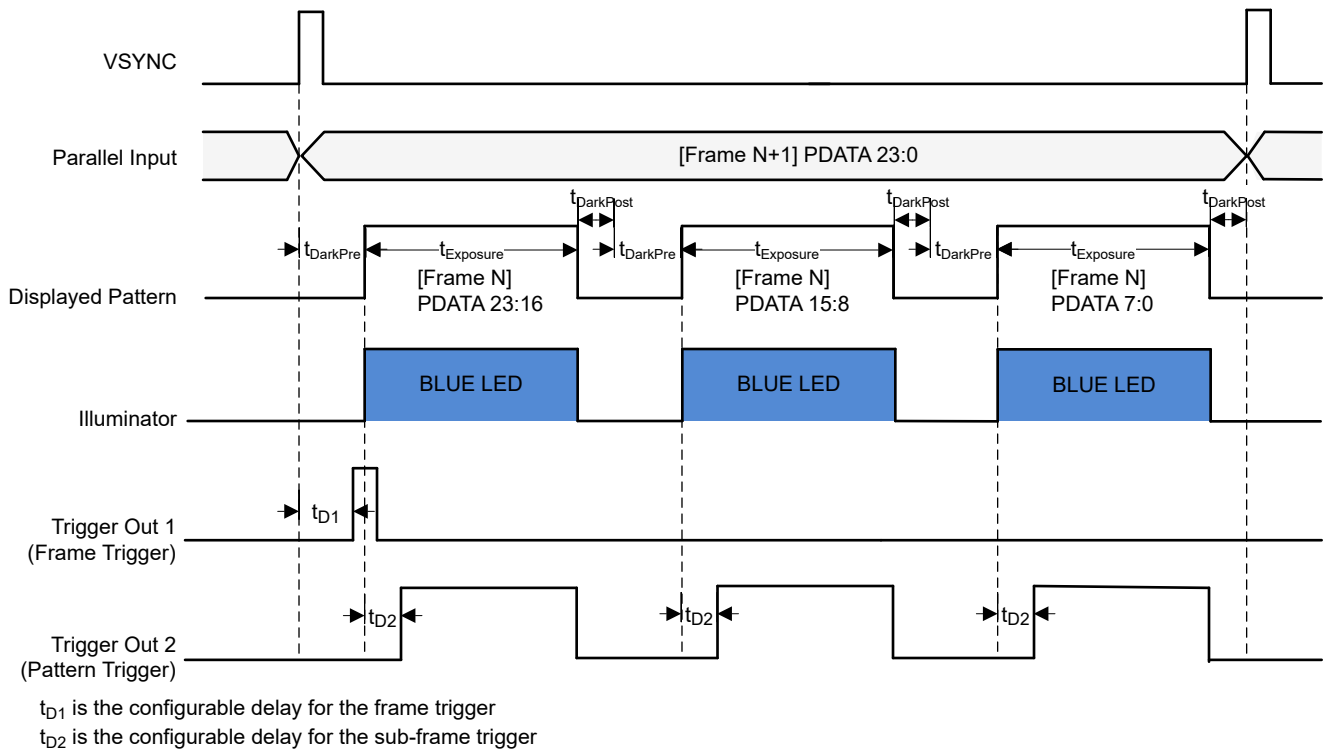 VSYNC
Parallel Input
[Frame N+1] PDATA 23:0
tDarkPost
tDarkPost
tDarkPost
tDarkPre
tExposure
tDarkPre
tExposure
tDarkPre
tExposure
Displayed Pattern
[Frame N]
PDATA 23:16
[Frame N]
PDATA 15:8
[Frame N]
PDATA 7:0
Illuminator
BLUE LED
BLUE LED
BLUE LED
tD1
Trigger Out 1
(Frame Trigger)
tD2
tD2
tD2
Trigger Out 2
(Pattern Trigger)
tD1 is the configurable delay for the frame trigger
tD2 is the configurable delay for the sub-frame trigger